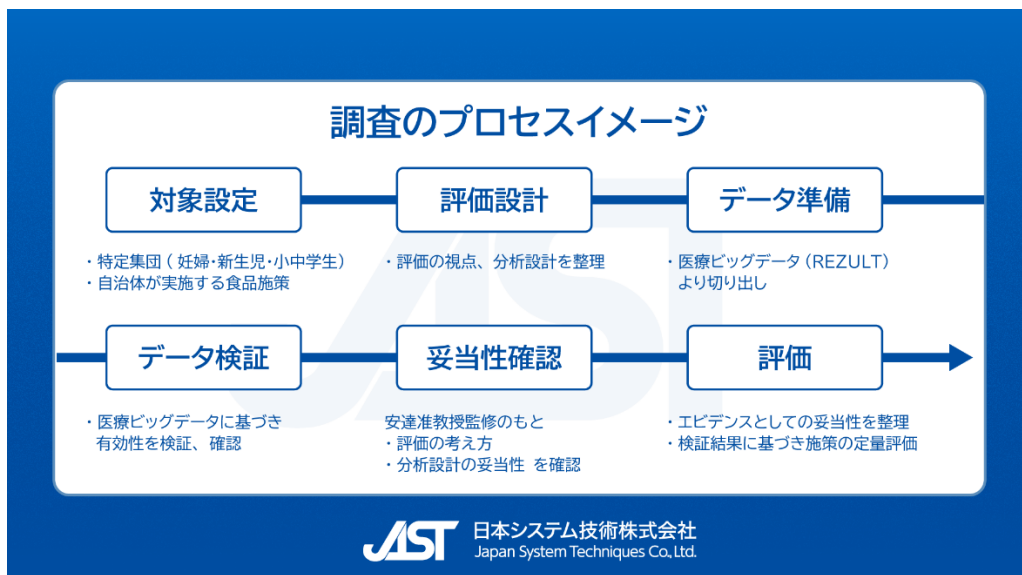 調査のプロセスイメージ
対象設定
・特定集団(妊婦・新生児・小中学生)
・自治体が実施する食品施策
評価設計
・評価の視点、分析設計を整理
データ準備
・医療ビッグデータ(REZULT)
より切り出し
データ検証
・医療ビッグデータに基づき
有効性を検証、確認
妥当性確認
安達准教授監修のもと
・評価の考え方
・分析設計の妥当性 を確認
評価
・エビデンスとしての妥当性を整理
・検証結果に基づき施策の定量評価
JAST
日本システム技術株式会社
Japan System Techniques Co., Ltd.